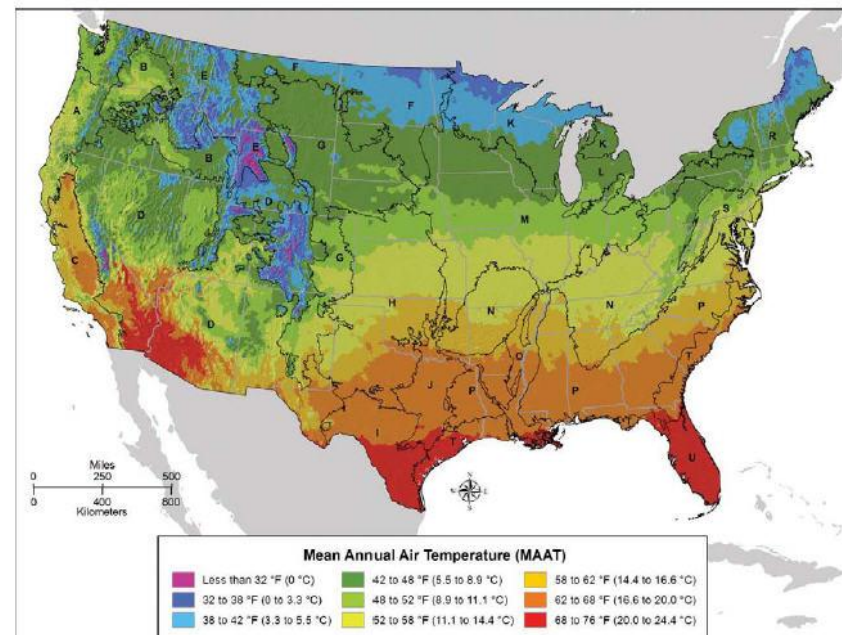 B
E
F
A
F
K
E
G
K
R
B
L
D
D
M
S
G
C
H
N
N
P
D
O
J
P
P
T
I
T
U
Miles
0 250 500
0 400 800
Kilometers
Mean Annual Air Temperature (MAAT)
Less than 32 °F (0 °C)
32 to 38 °F (0 to 3.3 °C)
38 to 42 °F (3.3 to 5.5 °C)
42 to 48 °F (5.5 to 8.9 °C)
48 to 52 °F (8.9 to 11.1 °C)
52 to 58 °F (11.1 to 14.4 °C)
58 to 62 °F (14.4 to 16.6 °C)
62 to 68 °F (16.6 to 20.0 °C)
68 to 76 °F (20.0 to 24.4 °C)